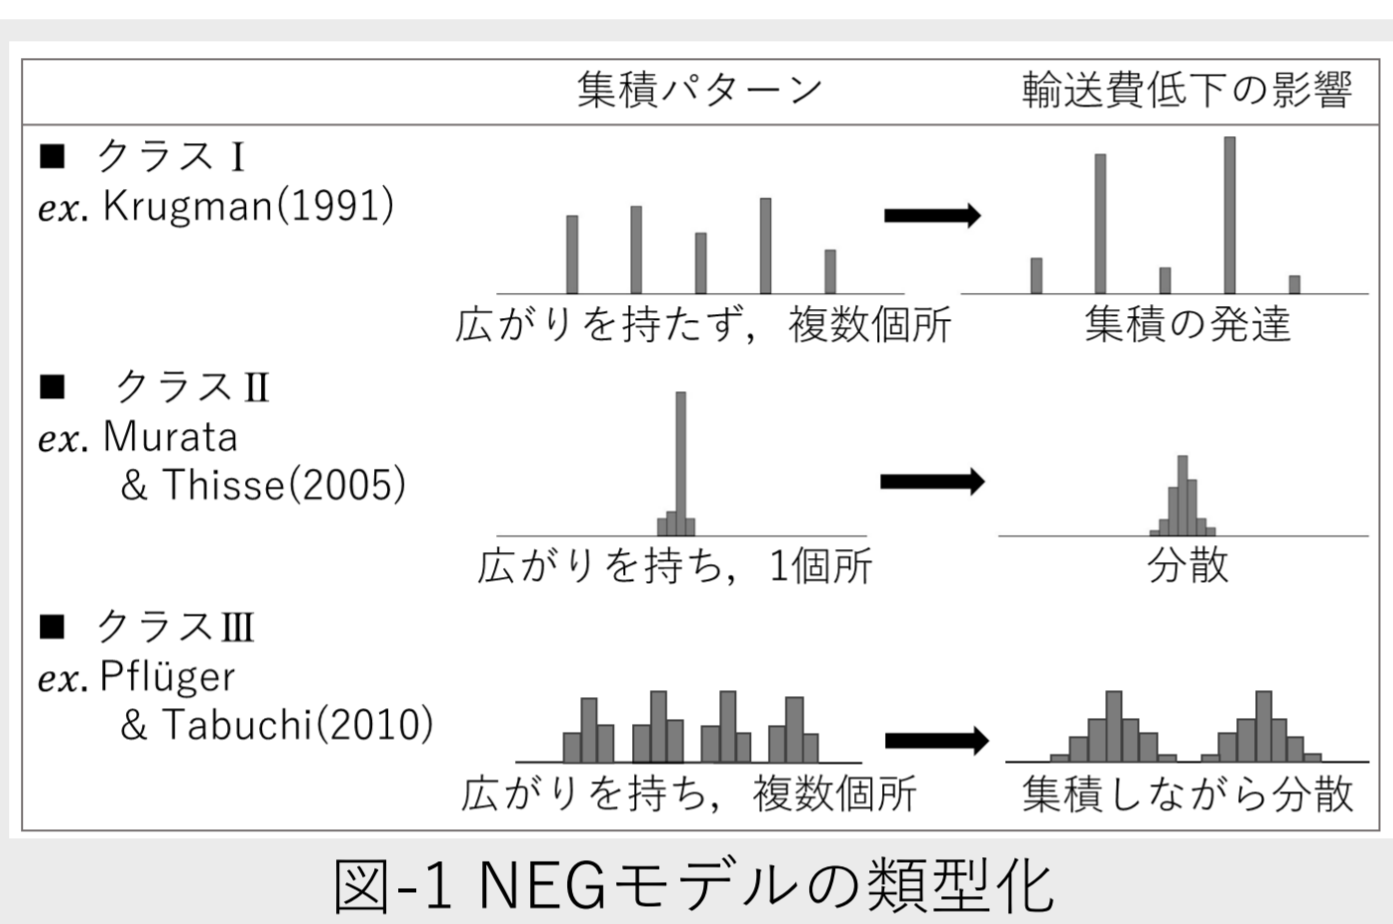 集積パターン 輸送費低下の影響
■ クラスⅠ
ex. Krugman(1991)
広がりを持たず，複数個所 集積の発達
■ クラスⅡ
ex. Murata
& Thisse(2005)
広がりを持ち，1個所 分散
■ クラスⅢ
ex. Pflüger
& Tabuchi(2010)
広がりを持ち，複数個所 集積しながら分散
図-1 NEGモデルの類型化